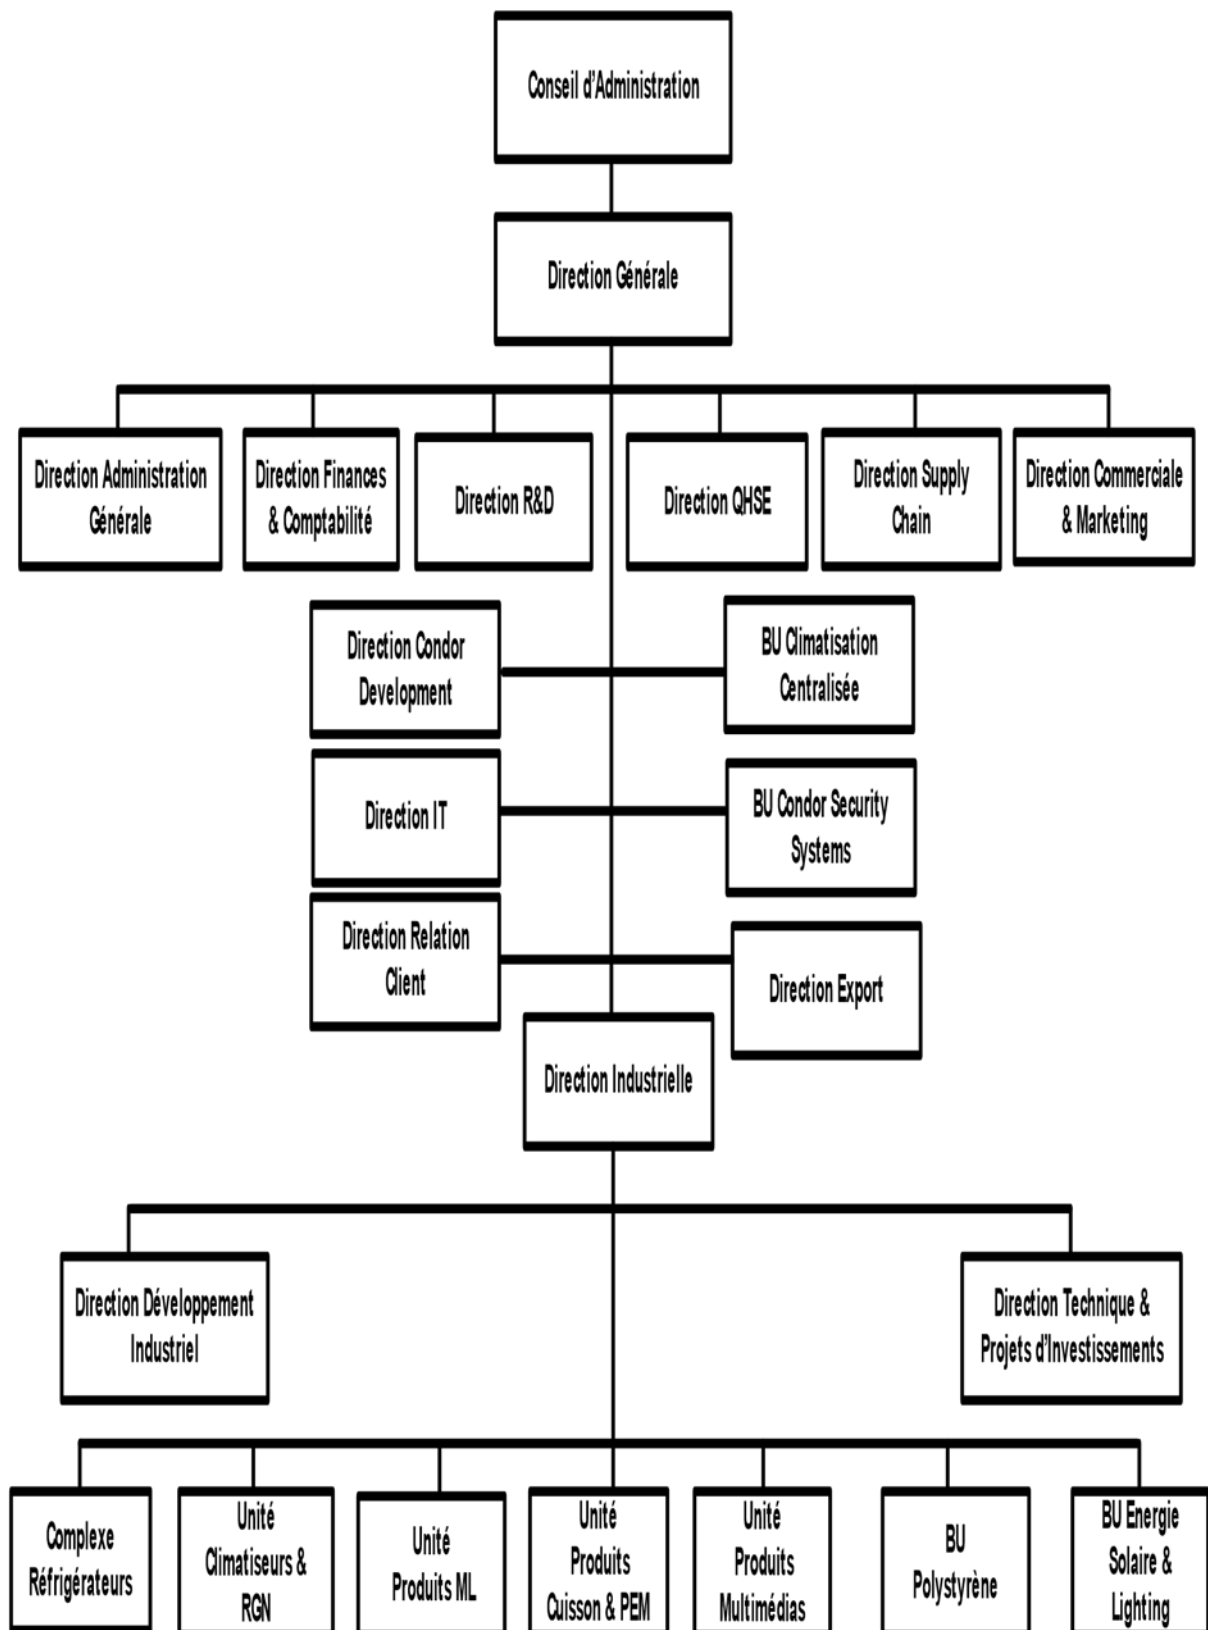 Conseil d'Administration
Direction Générale
Direction Administration
Générale
Direction Finances
& Comptabilité
Direction R&D
Direction QHSE
Direction Supply
Chain
Direction Commerciale
& Marketing
Direction Condor
Development
BU Climatisation
Centralisée
Direction IT
BU Condor Security
Systems
Direction Relation
Client
Direction Export
Direction Industrielle
Direction Développement
Industriel
Direction Technique &
Projets d'Investissements
Complexe
Réfrigérateurs
Unité
Climatiseurs &
RGN
Unité
Produits ML
Unité
Produits
Cuisson & PEM
Unité
Produits
Multimédias
BU
Polystyrène
BU Energie
Solaire &
Lighting